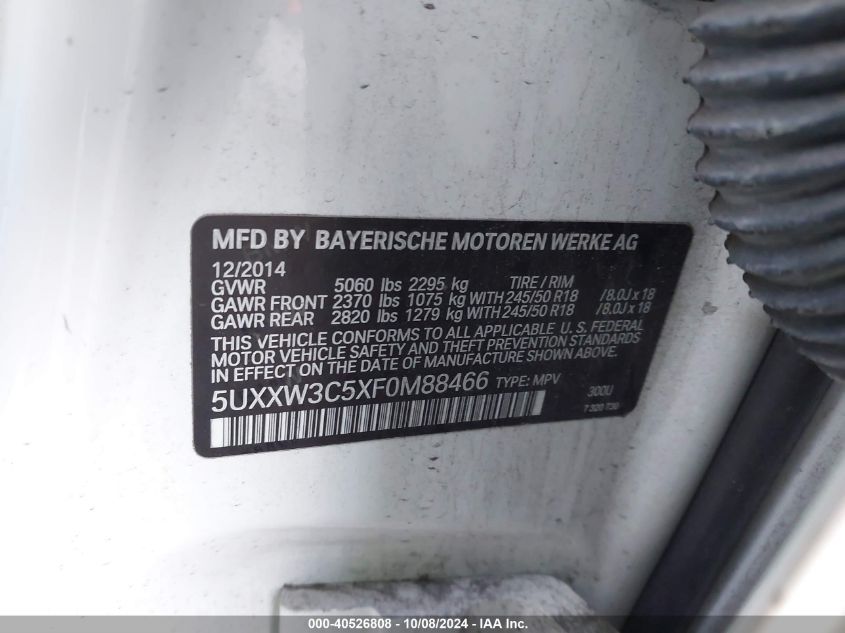 MFD BY BAYERISCHE MOTOREN WERKE AG
12/2014
GVWR 5060 lbs 2295 kg TIRE / RIM
GAWR FRONT 2370 lbs 1075 kg WITH 245/50 R18 /8.0J x 18
GAWR REAR 2820 lbs 1279 kg WITH 245/50 R18 /8.0J x 18
THIS VEHICLE CONFORMS TO ALL APPLICABLE U. S. FEDERAL
MOTOR VEHICLE SAFETY AND THEFT PREVENTION STANDARDS
IN EFFECT ON THE DATE OF MANUFACTURE SHOWN ABOVE.
5UXXW3C5XF0M88466 TYPE: MPV 300U
7 320 730
000-40526808 - 10/08/2024 - IAA Inc.